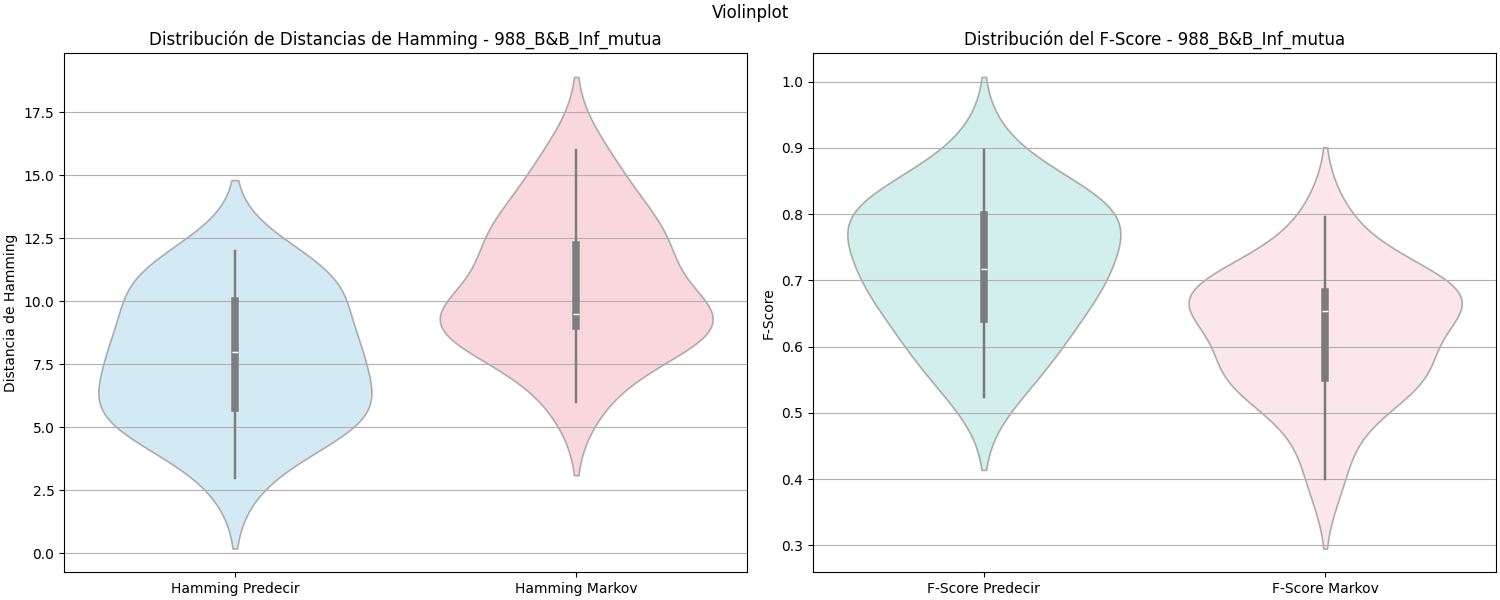 Violinplot
Distribución de Distancias de Hamming - 988_B&B_Inf_mutua
Distancia de Hamming
17.5
15.0
12.5
10.0
7.5
5.0
2.5
0.0
Hamming Predecir
Hamming Markov
Distribución del F-Score - 988_B&B_Inf_mutua
F-Score
1.0
0.9
0.8
0.7
0.6
0.5
0.4
0.3
F-Score Predecir
F-Score Markov